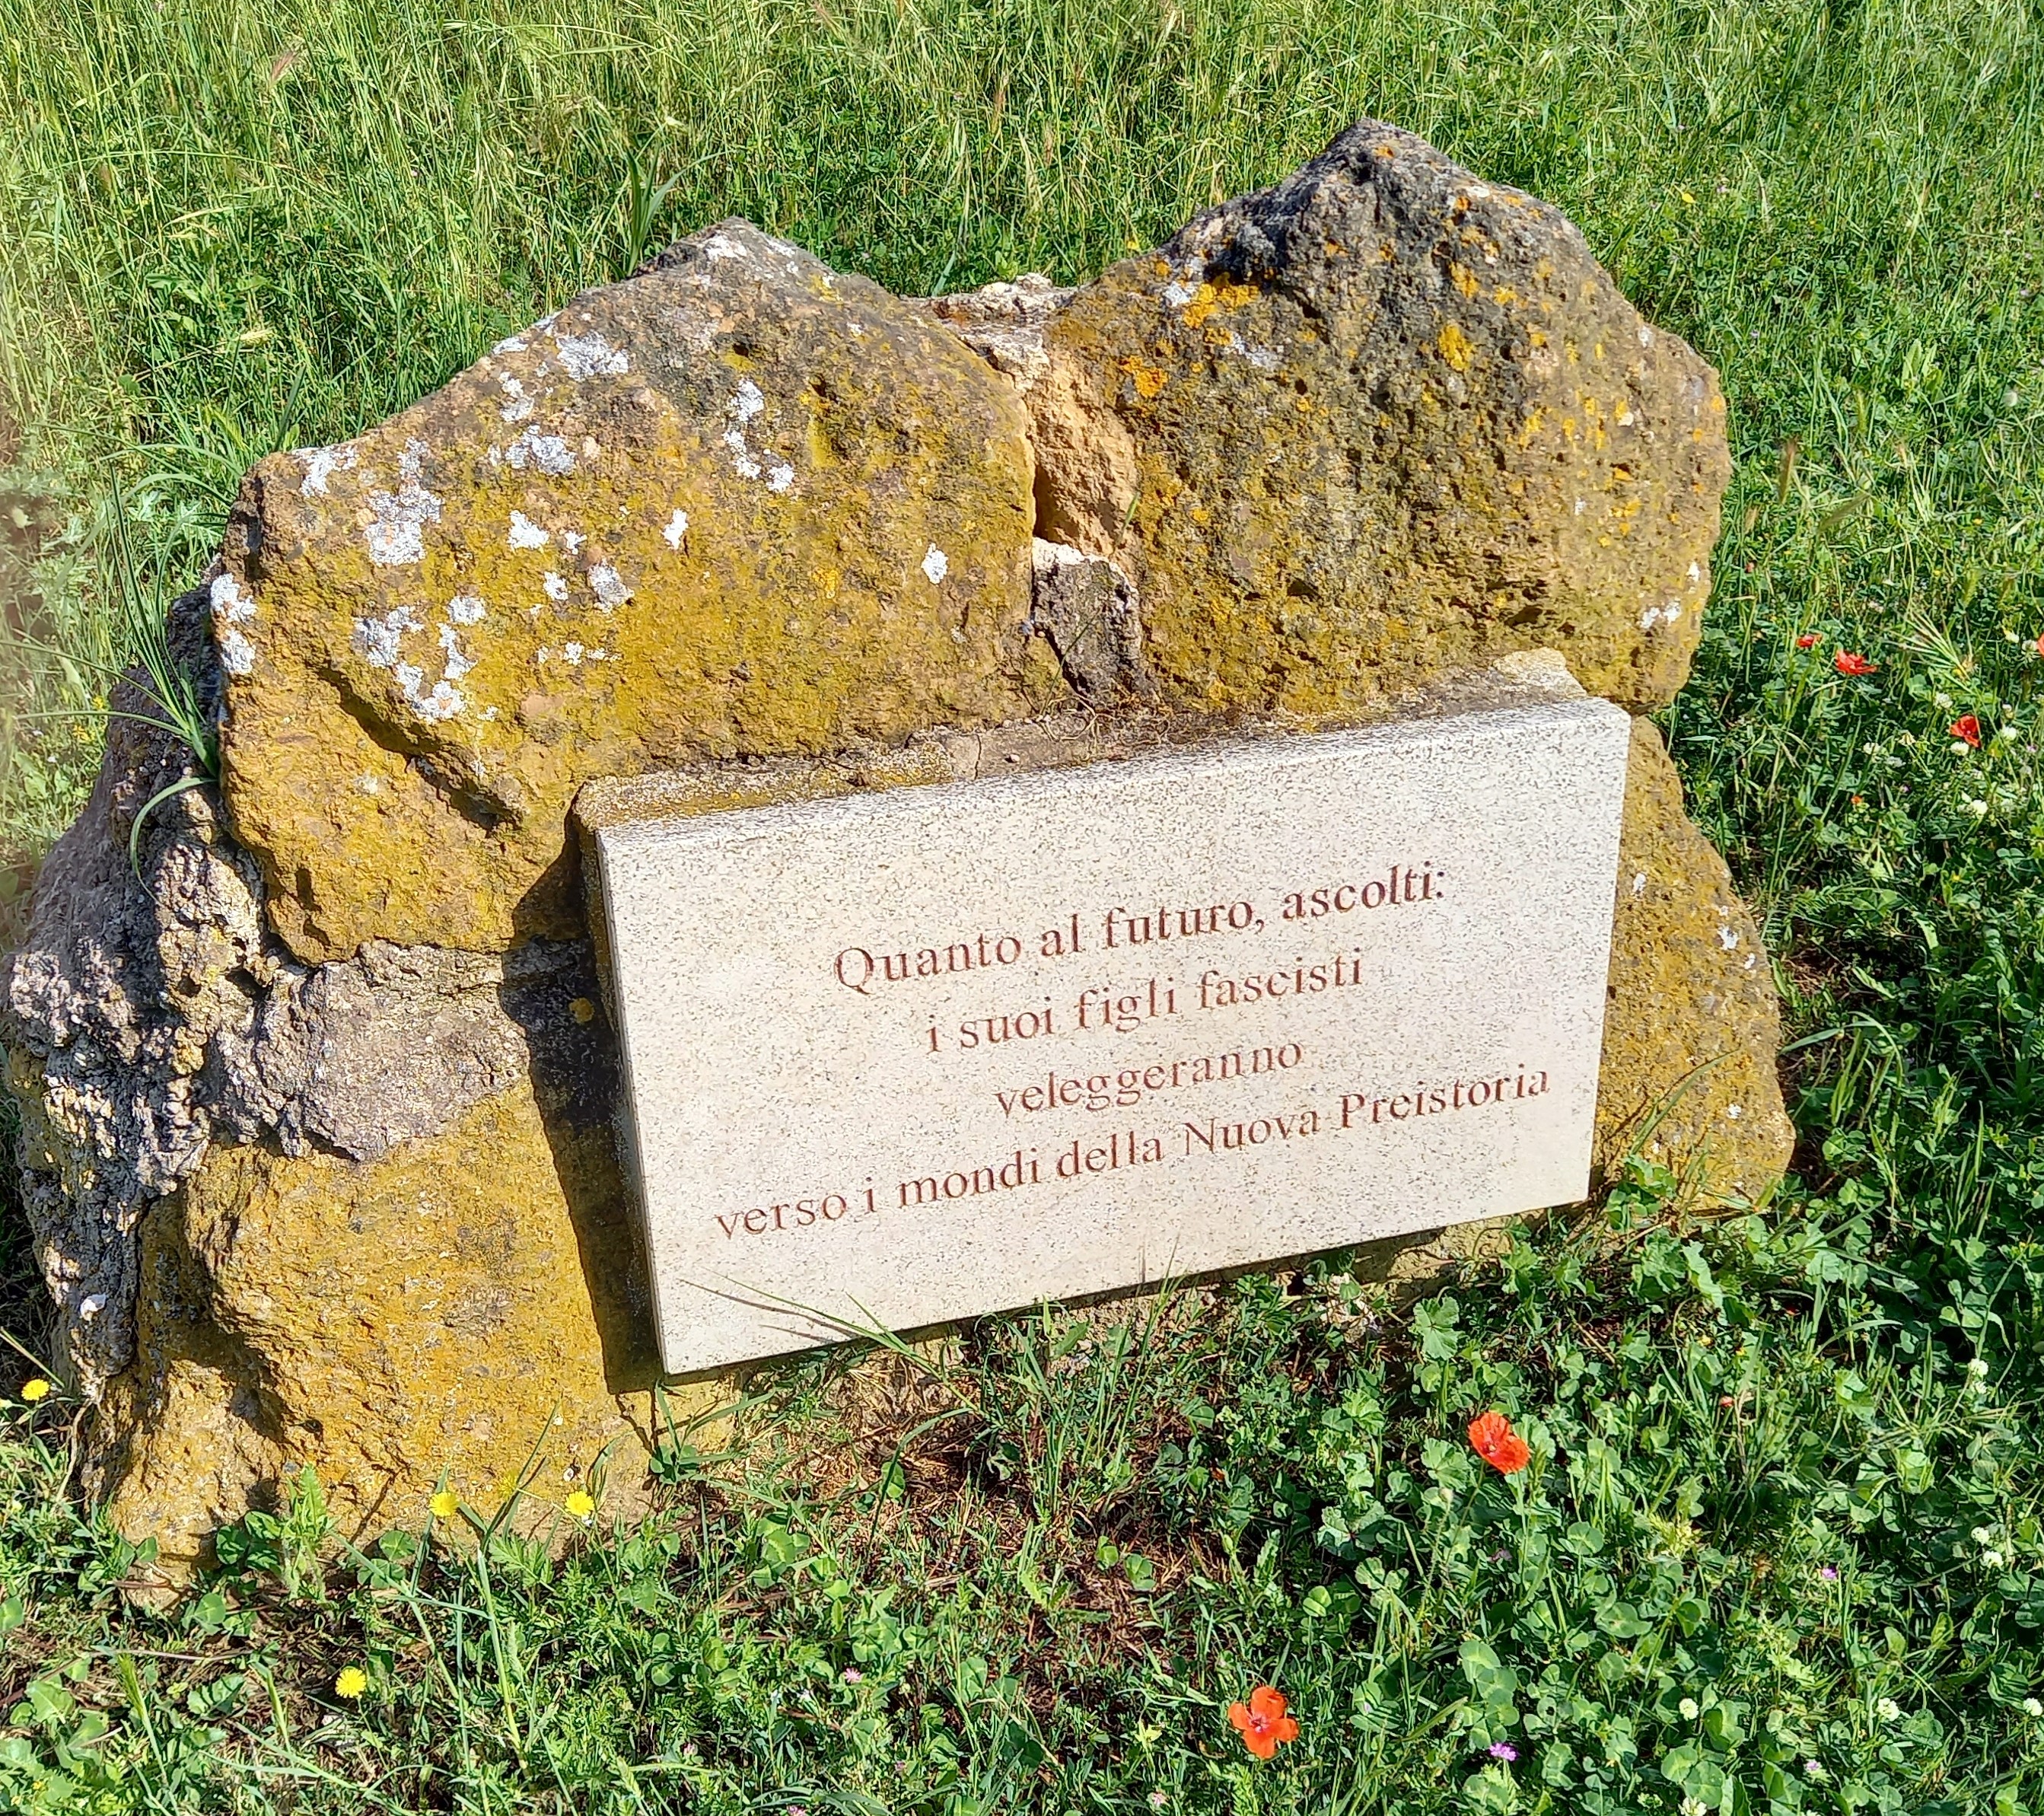 Quanto al futuro, ascolti:
i suoi figli fascisti
veleggeranno
verso i mondi della Nuova Preistoria